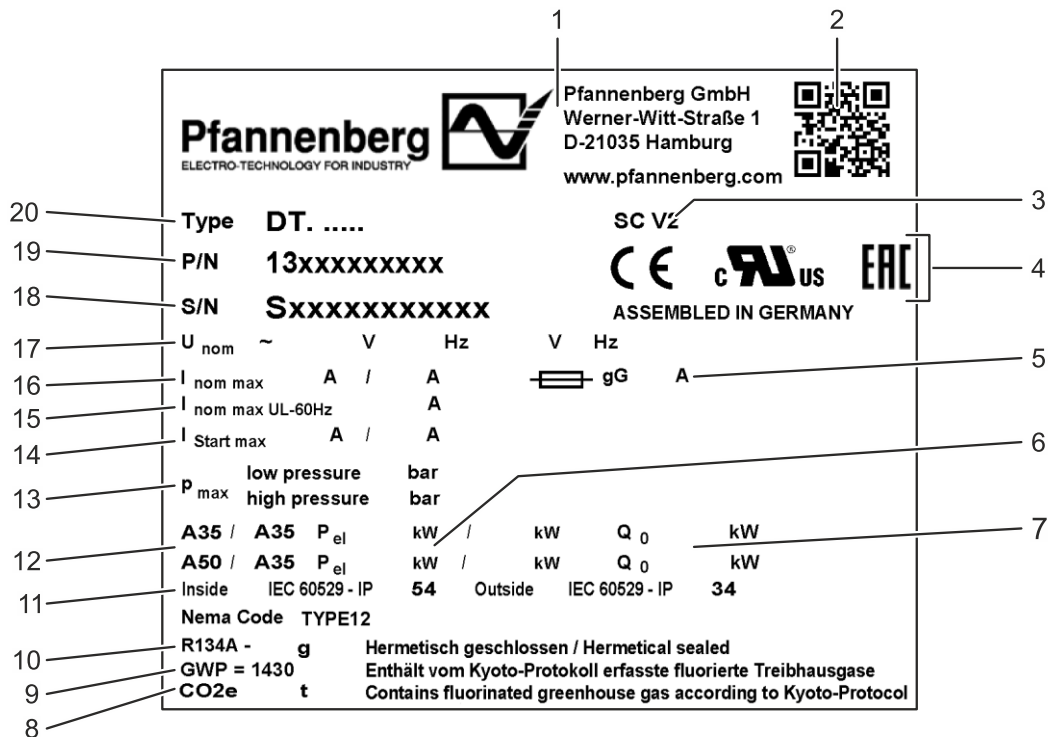 1 2
Pfannenberg
ELECTRO-TECHNOLOGY FOR INDUSTRY
Pfannenberg GmbH
Werner-Witt-Straße 1
D-21035 Hamburg
www.pfannenberg.com
20 Type DT. ..... SC V2 3
19 P/N 13xxxxxxxxx CE c RU ® US EAC 4
18 S/N Sxxxxxxxxxxx ASSEMBLED IN GERMANY
17 U nom ~ V Hz V Hz
16 I nom max A / A gG A 5
15 I nom max UL-60Hz A
14 I Start max A / A
13 p max low pressure bar
high pressure bar 6
12 A35 / A35 P el kW / kW Q 0 kW 7
A50 / A35 P el kW / kW Q 0 kW
11 Inside IEC 60529 - IP 54 Outside IEC 60529 - IP 34
Nema Code TYPE12
10 R134A - g Hermetisch geschlossen / Hermetical sealed
9 GWP = 1430 Enthält vom Kyoto-Protokoll erfasste fluorierte Treibhausgase
8 CO2e t Contains fluorinated greenhouse gas according to Kyoto-Protocol